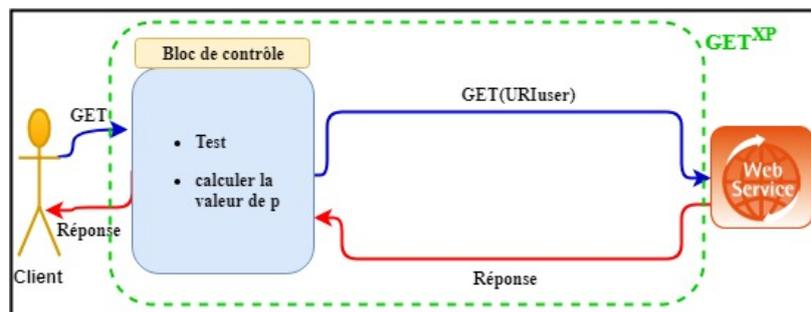 Bloc de contrôle
GET^XP
GET
GET(URIuser)
• Test
• calculer la
valeur de p
Web
Service
Réponse
Client
Réponse